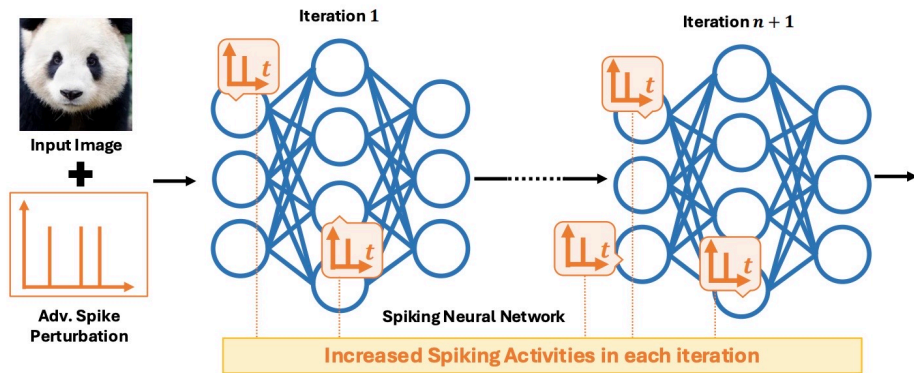 Iteration 1
Iteration n + 1
t
t
t
t
t
Input Image
+
Adv. Spike
Perturbation
Spiking Neural Network
Increased Spiking Activities in each iteration